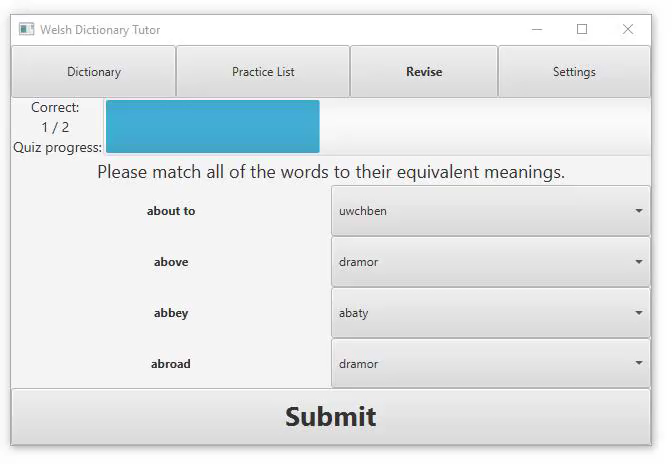 Welsh Dictionary Tutor
Dictionary Practice List Revise Settings
Correct:
1 / 2
Quiz progress:
Please match all of the words to their equivalent meanings.
about to uwchben
above dramor
abbey abaty
abroad dramor
Submit